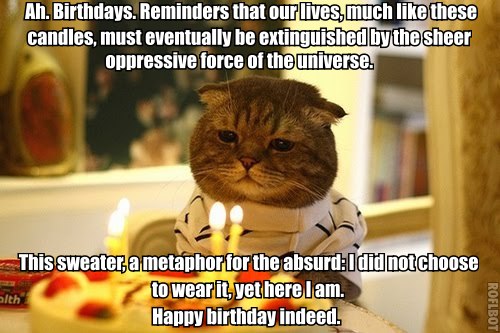 Ah. Birthdays. Reminders that our lives, much like these
candles, must eventually be extinguished by the sheer
oppressive force of the universe.
This sweater, a metaphor for the absurd: I did not choose
to wear it, yet here I am.
Happy birthday indeed.